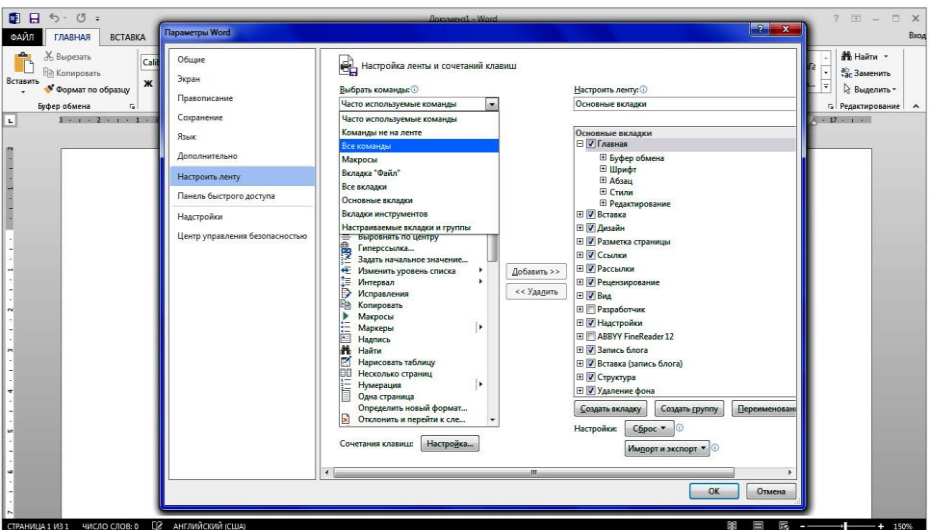 Документ1 - Word
ФАЙЛ ГЛАВНАЯ ВСТАВКА
Вход
Вставить
Вырезать
Копировать
Формат по образцу
Буфер обмена
Calib
Ж
Найти
Заменить
Выделить
Редактирование
Параметры Word
Общие
Экран
Правописание
Сохранение
Язык
Дополнительно
Настроить ленту
Панель быстрого доступа
Надстройки
Центр управления безопасностью
Настройка ленты и сочетаний клавиш
Выбрать команды:
Часто используемые команды
Часто используемые команды
Команды не на ленте
Все команды
Макросы
Вкладка "Файл"
Все вкладки
Основные вкладки
Вкладки инструментов
Настраиваемые вкладки и группы
Выровнять по центру
Гиперссылка...
Задать начальное значение...
Изменить уровень списка
Интервал
Исправления
Копировать
Макросы
Маркеры
Надпись
Найти
Нарисовать таблицу
Несколько страниц
Нумерация
Одна страница
Определить новый формат...
Отклонить и перейти к сле...
Сочетания клавиш: Настройка...
Добавить >>
<< Удалить
Настроить ленту:
Основные вкладки
Основные вкладки
Главная
Буфер обмена
Шрифт
Абзац
Стили
Редактирование
Вставка
Дизайн
Разметка страницы
Ссылки
Рассылки
Рецензирование
Вид
Разработчик
Надстройки
ABBYY FineReader 12
Запись блога
Вставка (запись блога)
Структура
Удаление фона
Создать вкладку Создать группу Переименован
Настройки: Сброс
Импорт и экспорт
ОК Отмена
СТРАНИЦА 1 ИЗ 1 ЧИСЛО СЛОВ: 0 АНГЛИЙСКИЙ (США) 150%